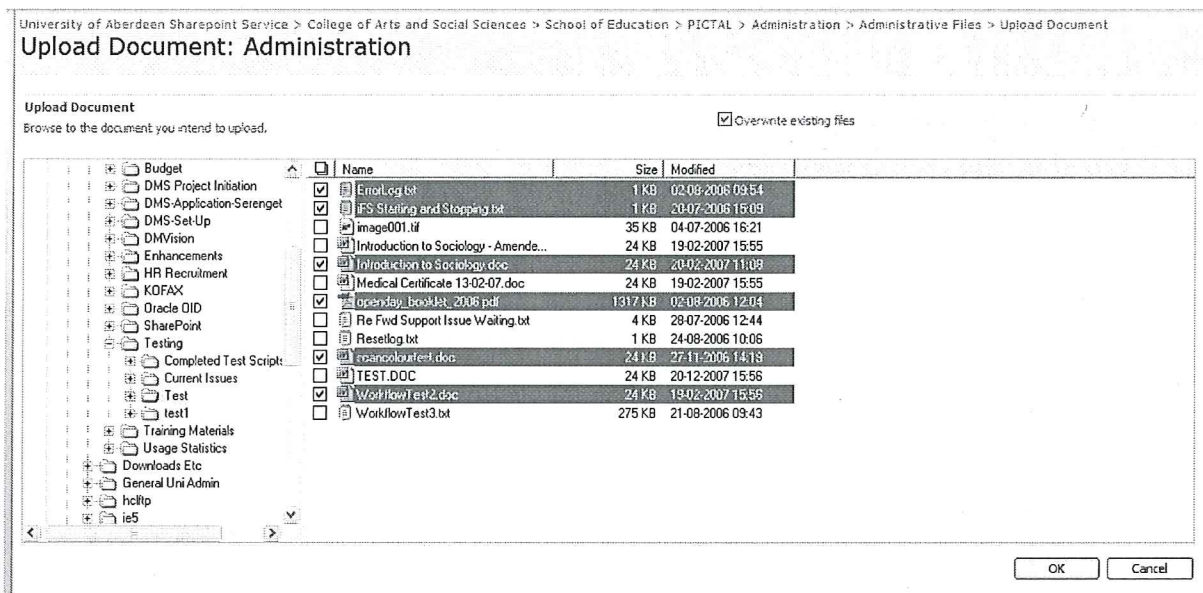 University of Aberdeen Sharepoint Service > College of Arts and Social Sciences > School of Education > PICTAL > Administration > Administrative Files > Upload Document
Upload Document: Administration
Upload Document
Browse to the document you intend to upload.
Overwrite existing files
Budget
DMS Project Initiation
DMS-Application-Serenget
DMS-Set-Up
DMVision
Enhancements
HR Recruitment
KOFAX
Oracle OID
SharePoint
Testing
Completed Test Scripts
Current Issues
Test
test1
Training Materials
Usage Statistics
Downloads Etc
General Uni Admin
hclftp
ie5
Name Size Modified
ErrorLog.txt 1 KB 02-08-2006 09:54
iFS Starting and Stopping.txt 1 KB 20-07-2006 15:09
image001.tif 35 KB 04-07-2006 16:21
Introduction to Sociology - Amende... 24 KB 19-02-2007 15:55
Introduction to Sociology.doc 24 KB 20-02-2007 11:08
Medical Certificate 13-02-07.doc 24 KB 19-02-2007 15:55
openday_booklet_2006.pdf 1317 KB 02-08-2006 12:04
Re Fwd Support Issue Waiting.txt 4 KB 28-07-2006 12:44
Resetlog.txt 1 KB 24-08-2006 10:06
scancolourtest.doc 24 KB 27-11-2006 14:19
TEST.DOC 24 KB 20-12-2007 15:56
WorkflowTest2.doc 24 KB 19-02-2007 15:56
WorkflowTest3.txt 275 KB 21-08-2006 09:43
OK Cancel